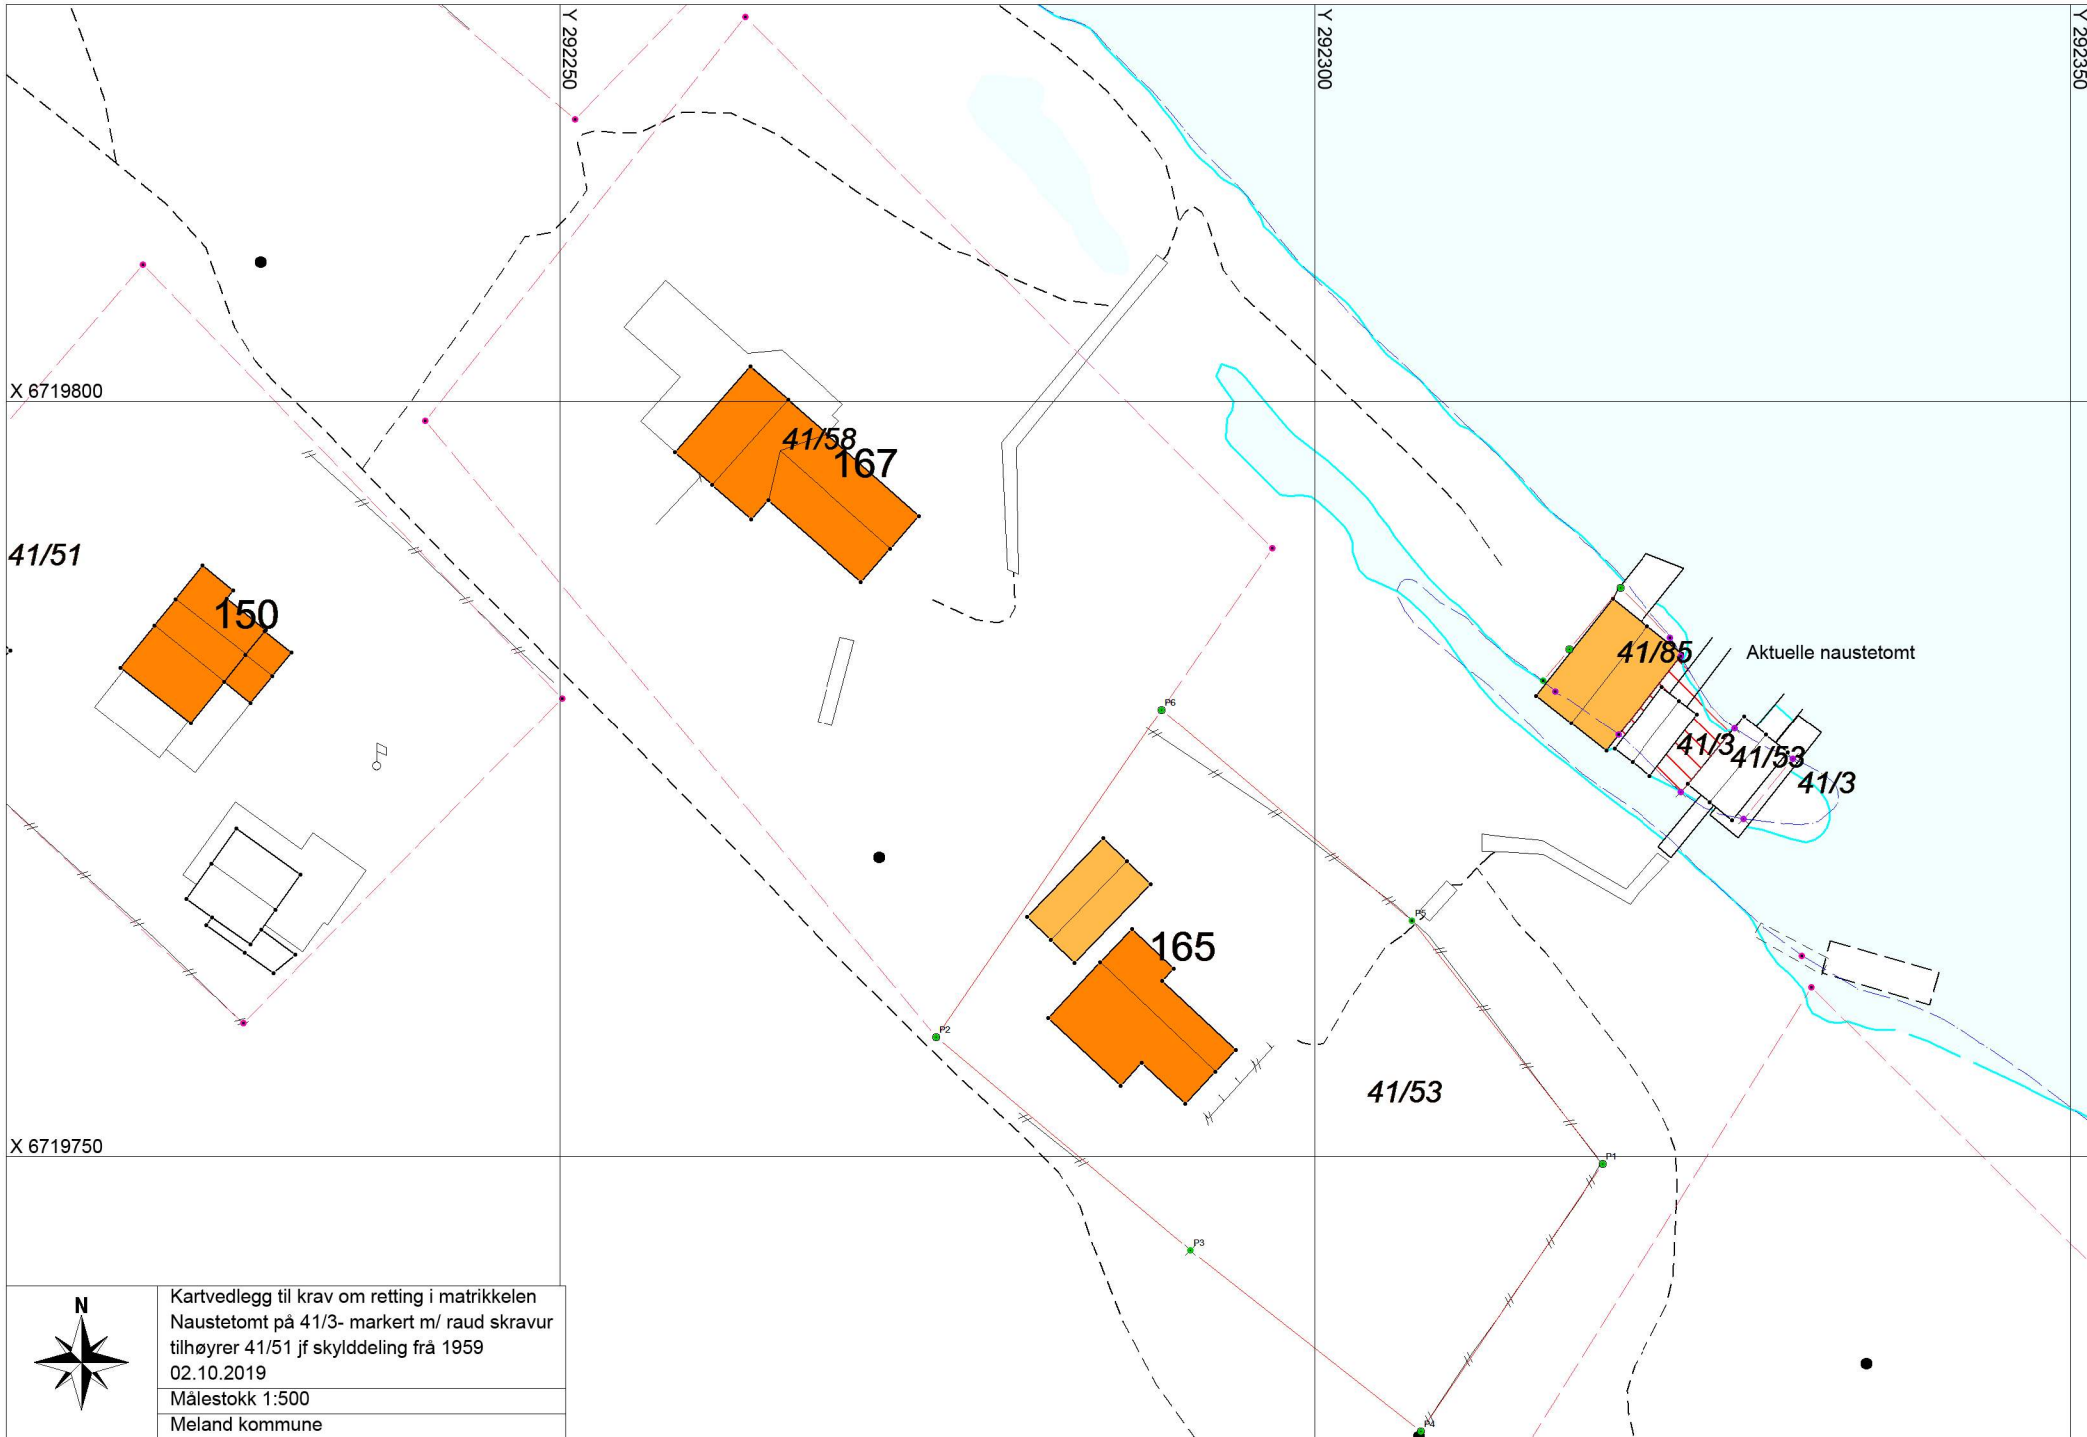 Y 292250
Y 292300
Y 292350
X 6719800
41/58
167
41/51
150
41/85
Aktuelle naustetomt
41/3
41/53
41/3
P6
P5
165
P2
41/53
X 6719750
P1
P3
P4
N
Kartvedlegg til krav om retting i matrikkelen
Naustetomt på 41/3- markert m/ raud skravur
tilhøyrer 41/51 jf skylddeling frå 1959
02.10.2019
Målestokk 1:500
Meland kommune